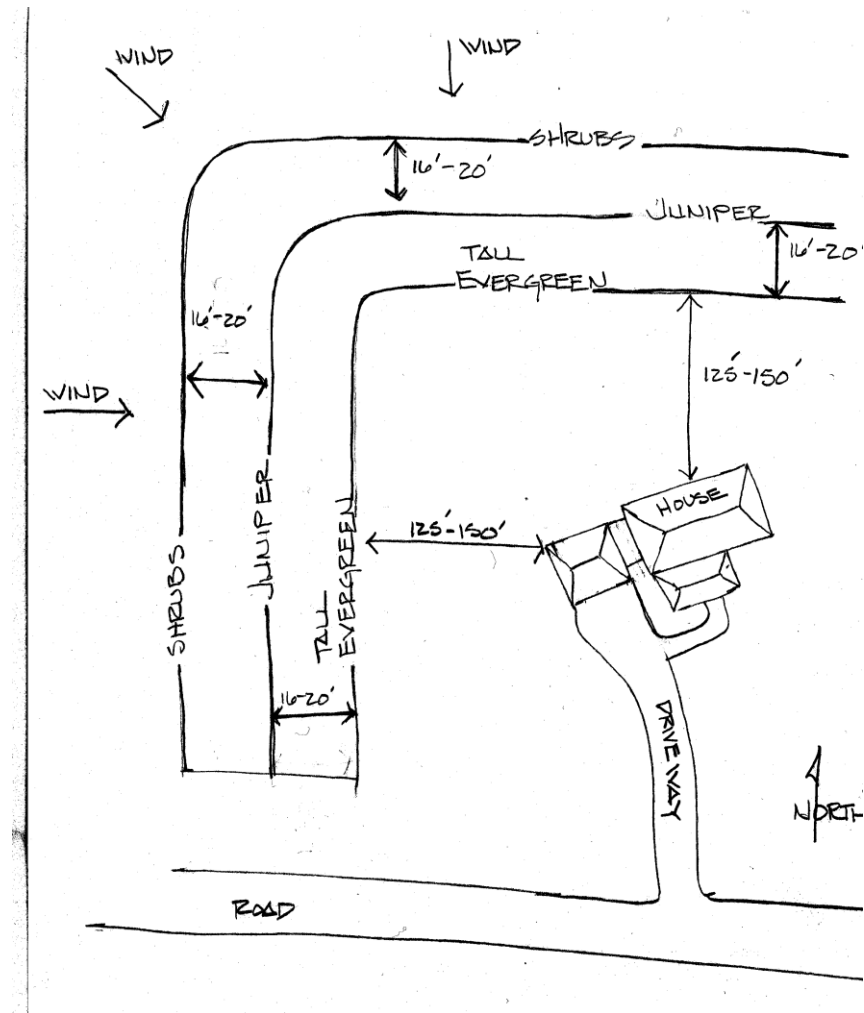 WIND
WIND
SHRUBS
16'-20'
JUNIPER
TALL
EVERGREEN
16'-20'
16'-20'
125'-150'
WIND
HOUSE
125'-150'
SHRUBS
JUNIPER
TALL
EVERGREEN
16-20'
DRIVEWAY
NORTH
ROAD